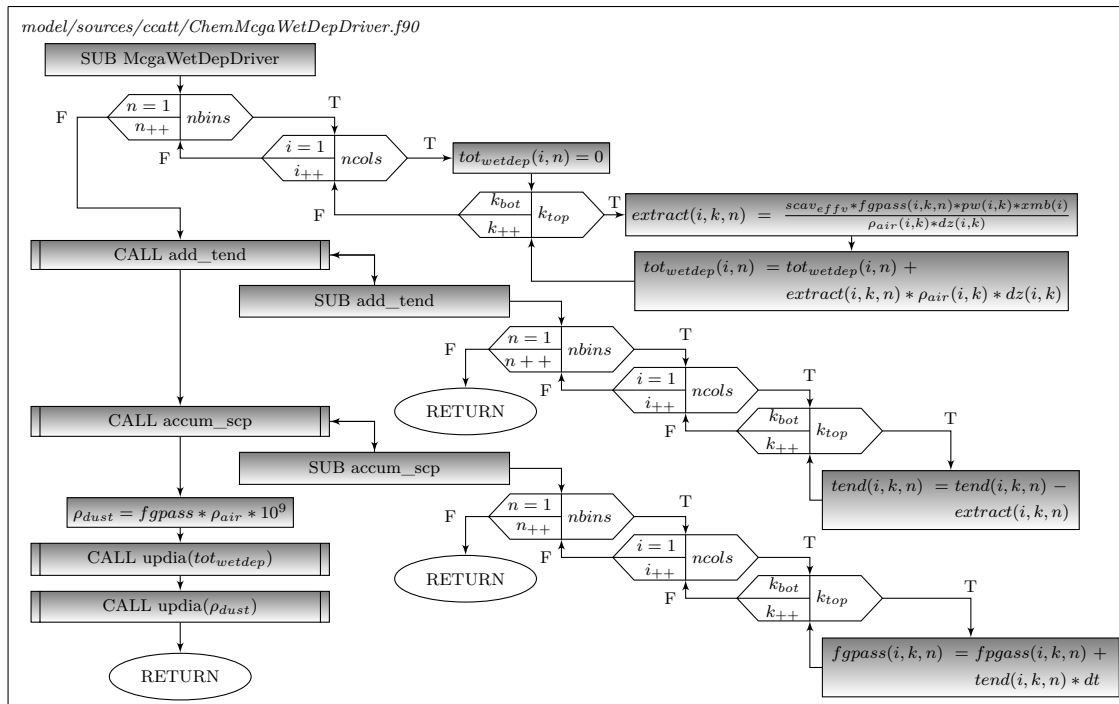 model/sources/ccatt/ChemMcgaWetDepDriver.f90
SUB McgaWetDepDriver
n = 1
n++
nbins
F
T
i = 1
i++
ncols
F
T
tot_wetdep(i, n) = 0
k_bot
k++
k_top
F
T
extract(i, k, n) = scav_effv*fgpass(i,k,n)*pw(i,k)*xmb(i)
ρ_air(i,k)*dz(i,k)
tot_wetdep(i, n) = tot_wetdep(i, n) +
extract(i, k, n) * ρ_air(i, k) * dz(i, k)
CALL add_tend
SUB add_tend
n = 1
n ++
nbins
F
T
RETURN
i = 1
i++
ncols
F
T
k_bot
k++
k_top
F
T
tend(i, k, n) = tend(i, k, n) −
extract(i, k, n)
CALL accum_scp
SUB accum_scp
n = 1
n++
nbins
F
T
RETURN
i = 1
i++
ncols
F
T
k_bot
k++
k_top
F
T
fgpass(i, k, n) = fpgass(i, k, n) +
tend(i, k, n) * dt
ρ_dust = fgpass * ρ_air * 10^9
CALL updia(tot_wetdep)
CALL updia(ρ_dust)
RETURN